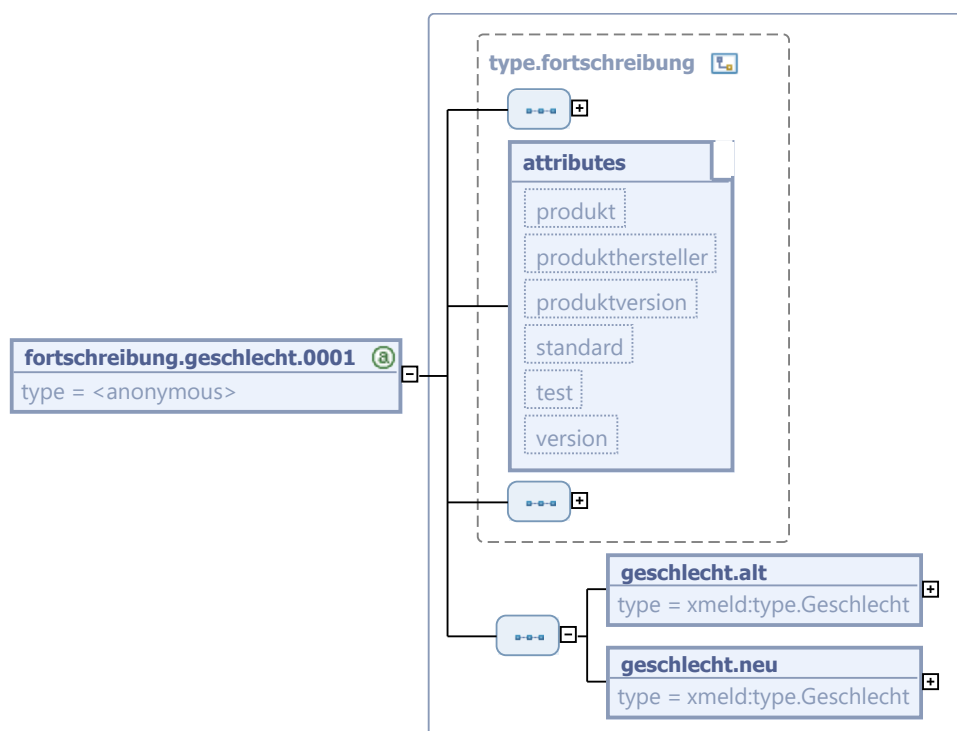 type.fortschreibung
attributes
produkt
produkthersteller
produktversion
standard
test
version
fortschreibung.geschlecht.0001 a
type = <anonymous>
geschlecht.alt
type = xmeld:type.Geschlecht
geschlecht.neu
type = xmeld:type.Geschlecht